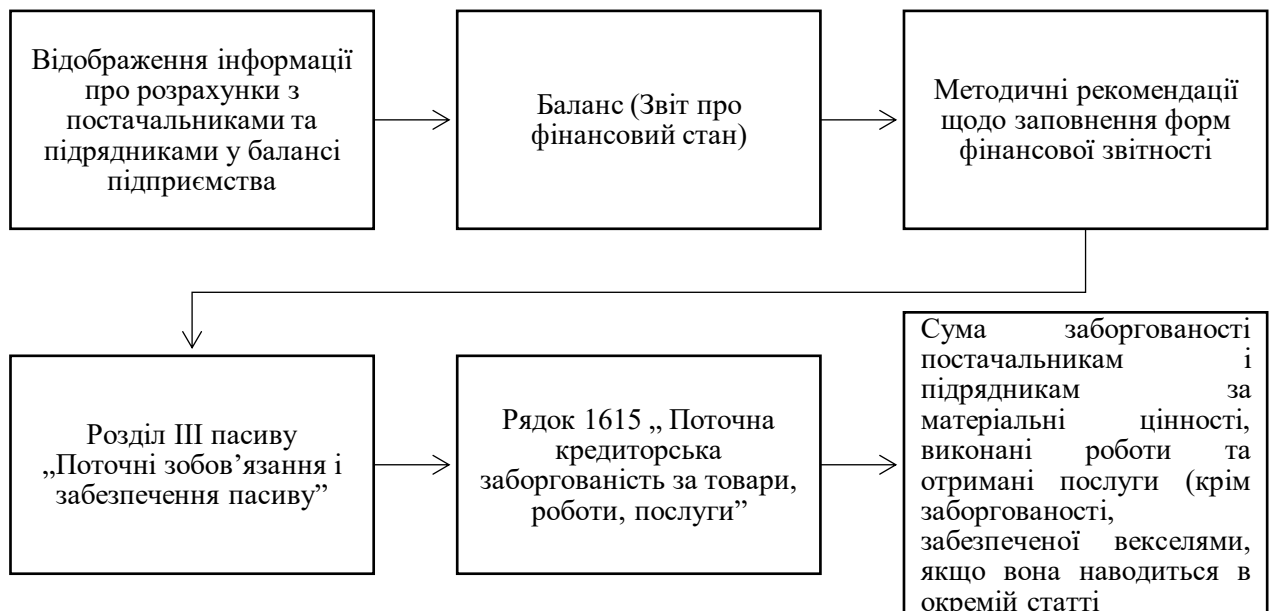 Відображення інформації
про розрахунки з
постачальниками та
підрядниками у балансі
підприємства
Баланс (Звіт про
фінансовий стан)
Методичні рекомендації
щодо заповнення форм
фінансової звітності
Розділ ІІІ пасиву
„Поточні зобов’язання і
забезпечення пасиву”
Рядок 1615 „ Поточна
кредиторська
заборгованість за товари,
роботи, послуги”
Сума заборгованості
постачальникам і
підрядникам за
матеріальні цінності,
виконані роботи та
отримані послуги (крім
заборгованості,
забезпеченої векселями,
якщо вона наводиться в
окремій статті